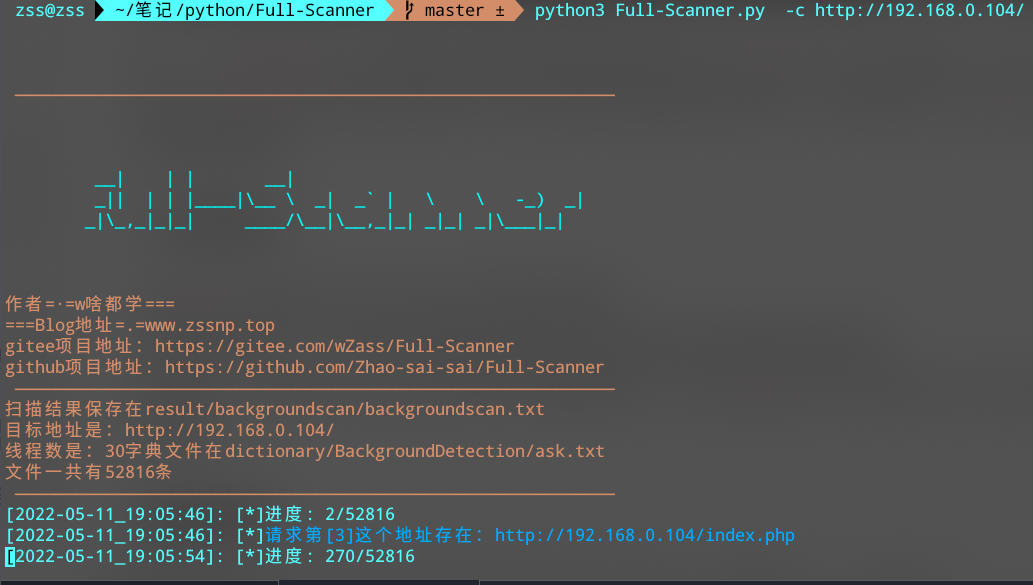 zss@zss ~/笔记/python/Full-Scanner master ± python3 Full-Scanner.py -c http://192.168.0.104/
__|    | |       __|
_||  | | |____|\__ \  _|  _` |   \    \   -_)  _|
_|\_,_|_|_|     ____/\__|\__,_|_| _|_| _|\___|_|
作者=·=w啥都学===
===Blog地址=.=www.zssnp.top
gitee项目地址：https://gitee.com/wZass/Full-Scanner
github项目地址：https://github.com/Zhao-sai-sai/Full-Scanner
扫描结果保存在result/backgroundscan/backgroundscan.txt
目标地址是：http://192.168.0.104/
线程数是：30字典文件在dictionary/BackgroundDetection/ask.txt
文件一共有52816条
[2022-05-11_19:05:46]: [*]进度：2/52816
[2022-05-11_19:05:46]: [*]请求第[3]这个地址存在：http://192.168.0.104/index.php
[2022-05-11_19:05:54]: [*]进度：270/52816